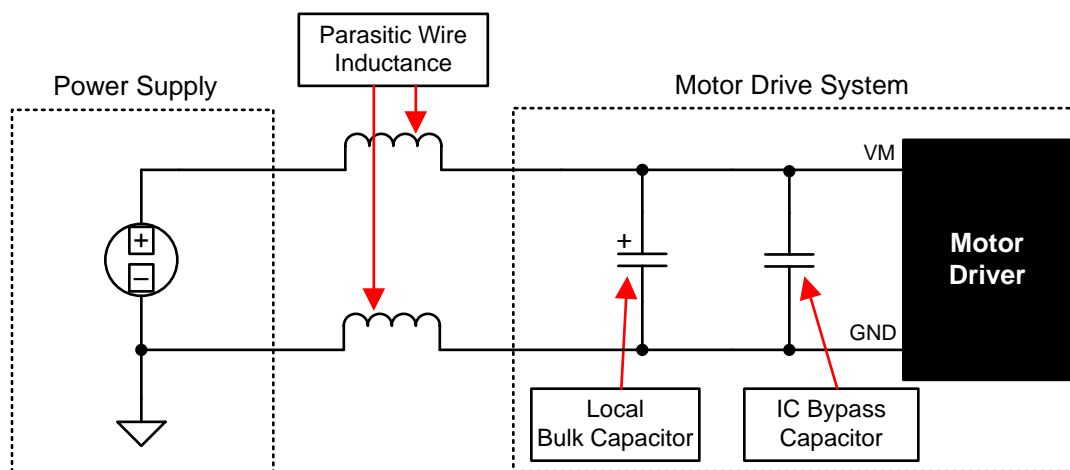 Parasitic Wire
Inductance
Power Supply
Motor Drive System
VM
+
−
+
Motor
Driver
GND
Local
Bulk Capacitor
IC Bypass
Capacitor